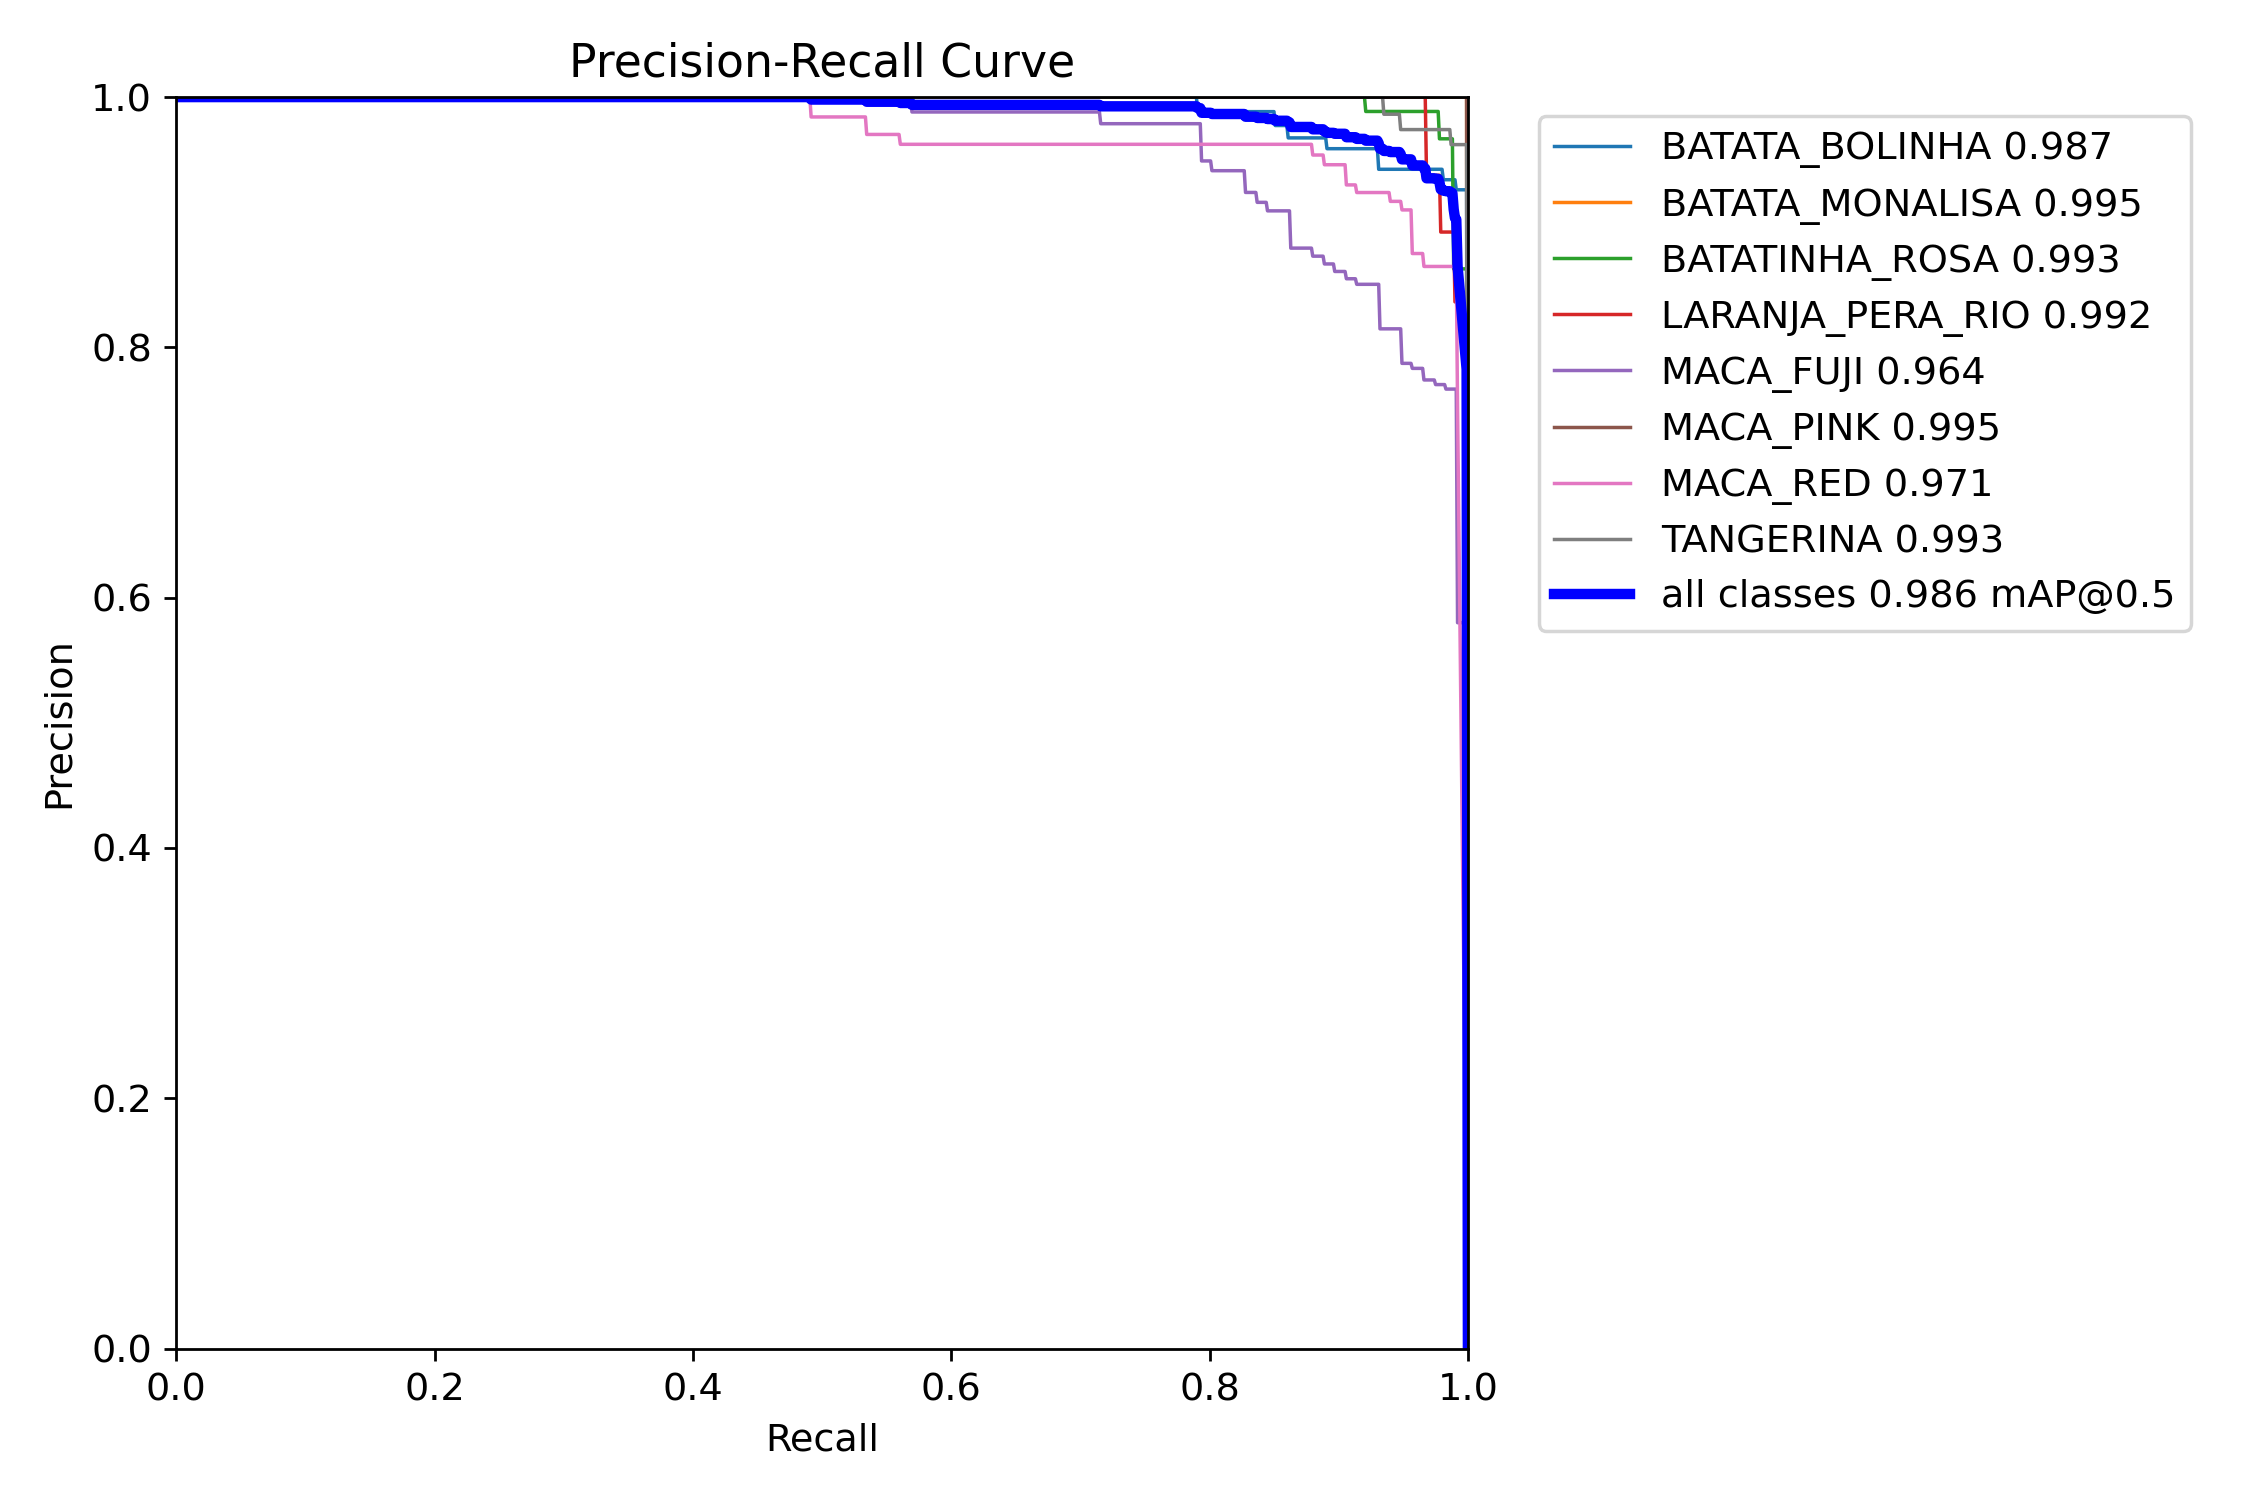 Precision-Recall Curve
1.0
0.8
0.6
0.4
0.2
0.0
Precision
0.0 0.2 0.4 0.6 0.8 1.0
Recall
BATATA_BOLINHA 0.987
BATATA_MONALISA 0.995
BATATINHA_ROSA 0.993
LARANJA_PERA_RIO 0.992
MACA_FUJI 0.964
MACA_PINK 0.995
MACA_RED 0.971
TANGERINA 0.993
all classes 0.986 mAP@0.5